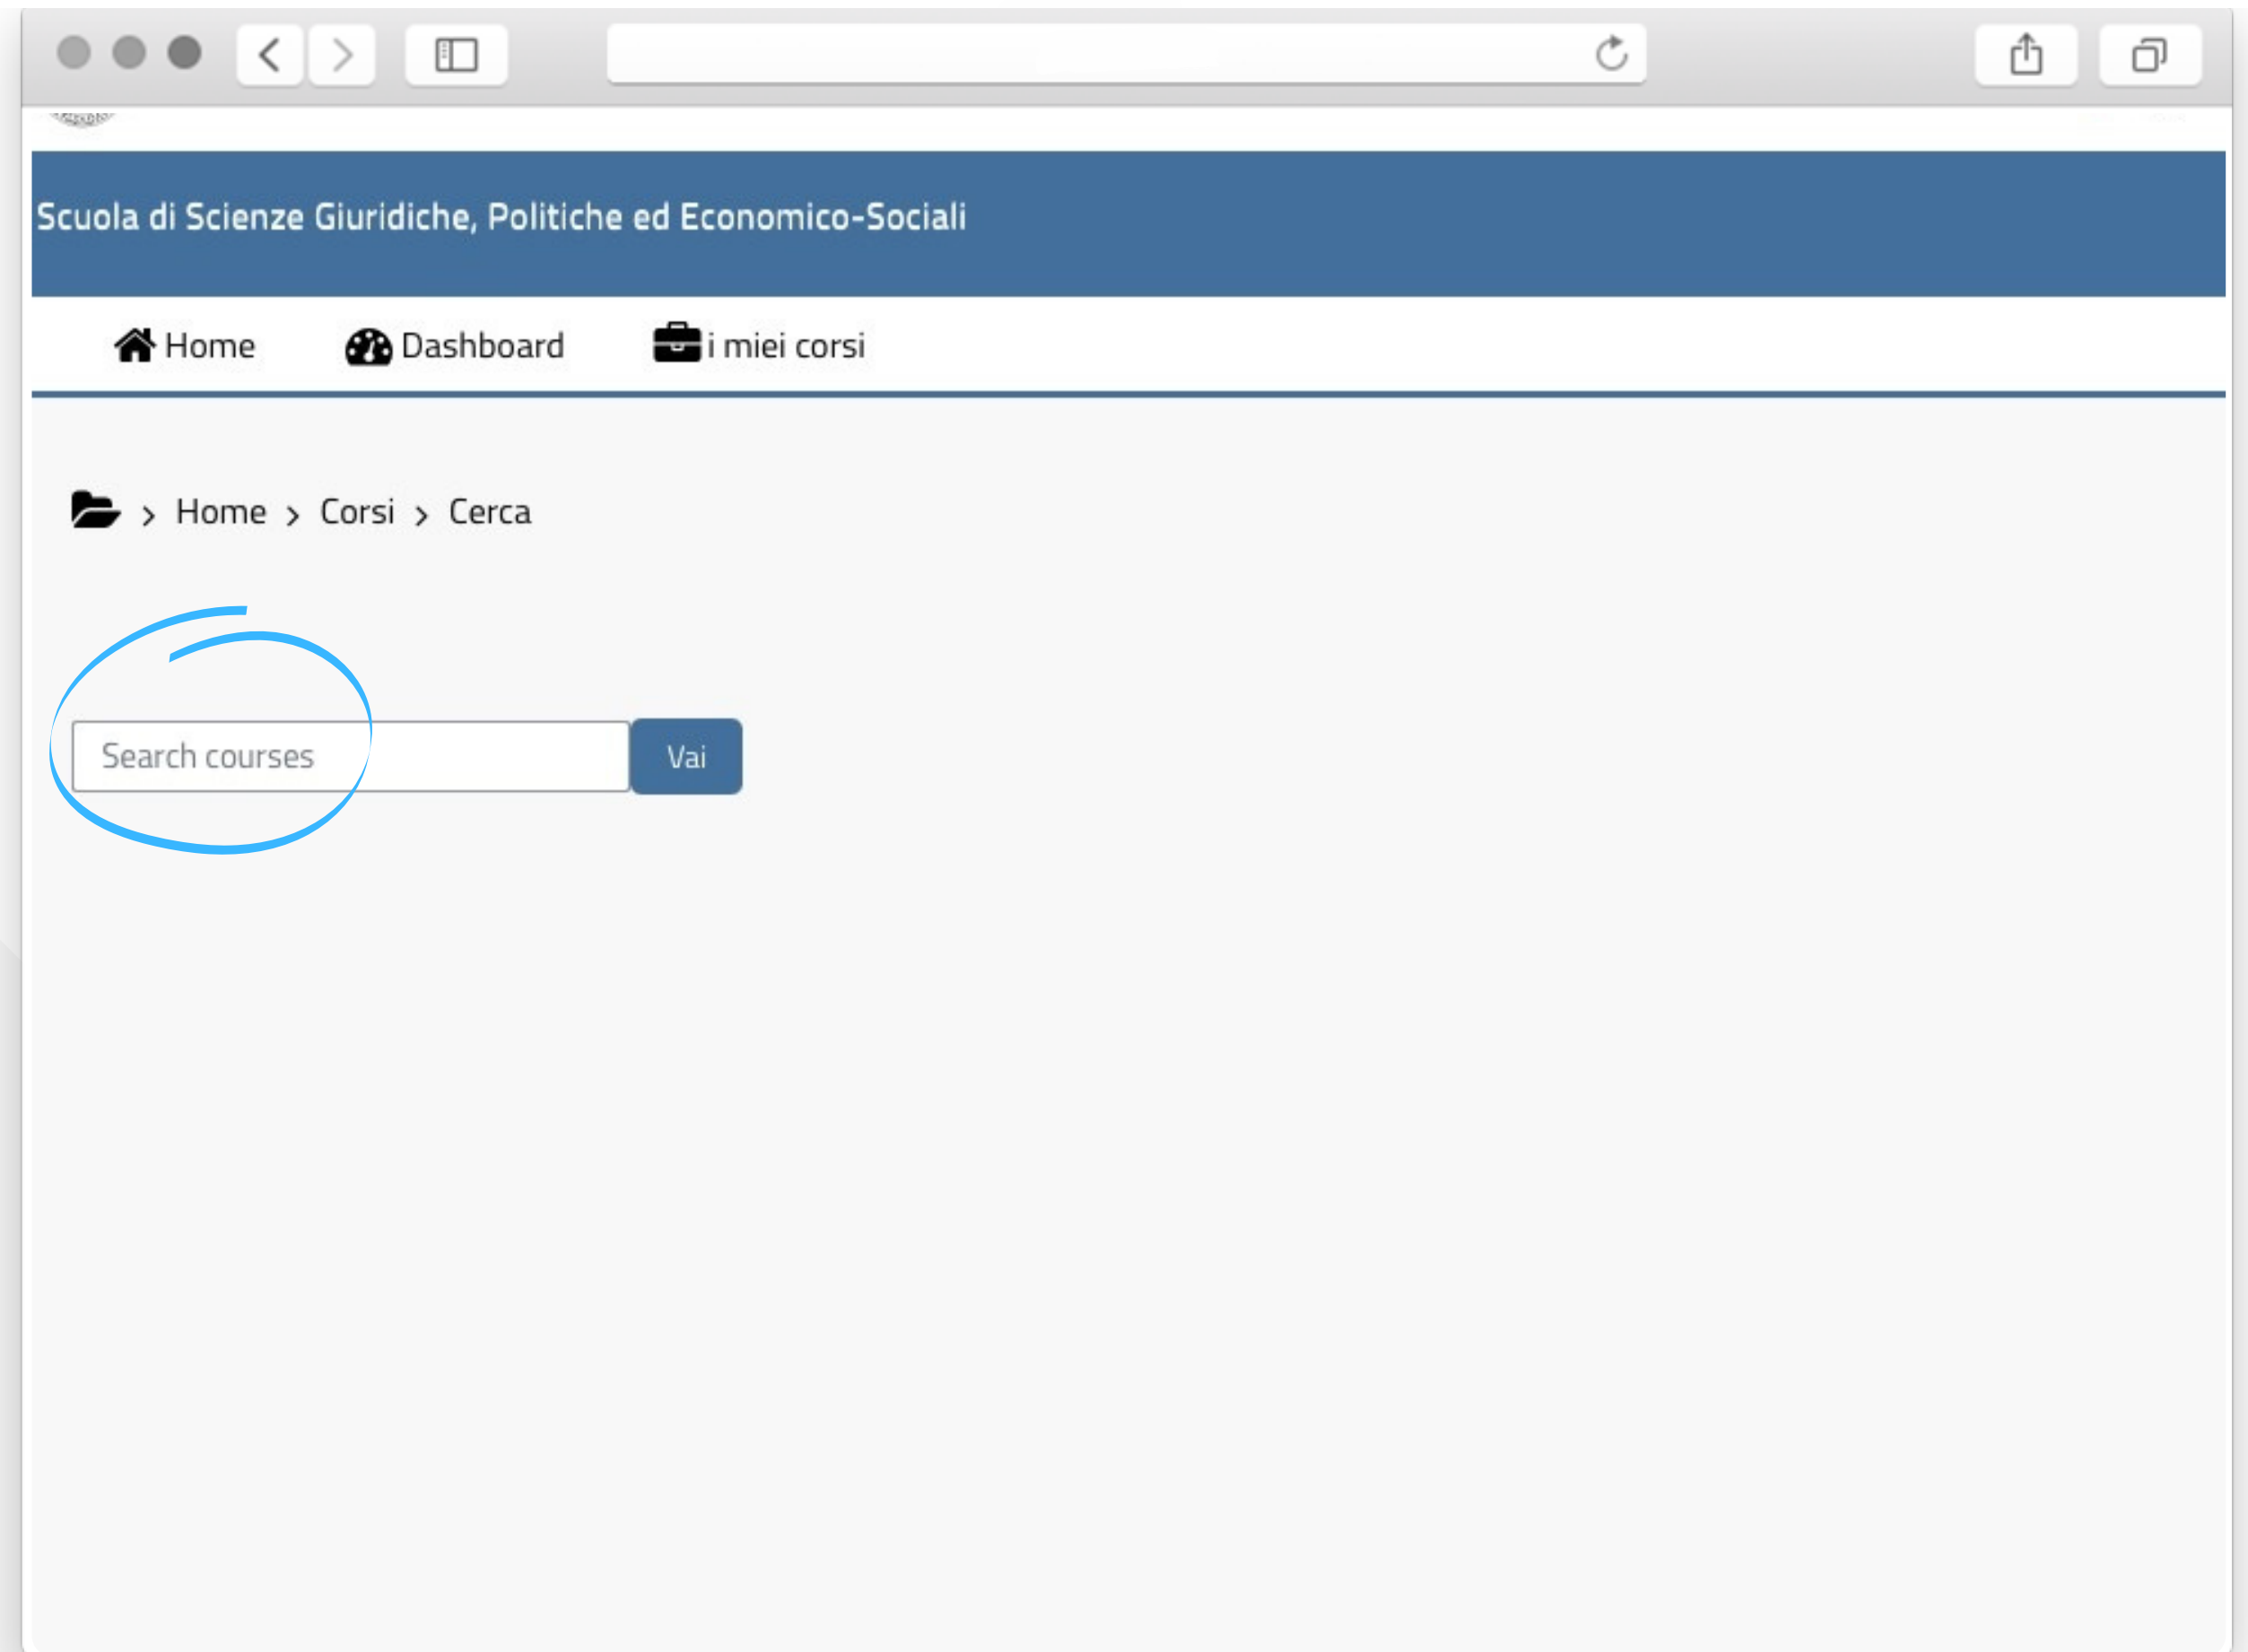 Scuola di Scienze Giuridiche, Politiche ed Economico-Sociali
Home Dashboard i miei corsi
> Home > Corsi > Cerca
Search courses Vai